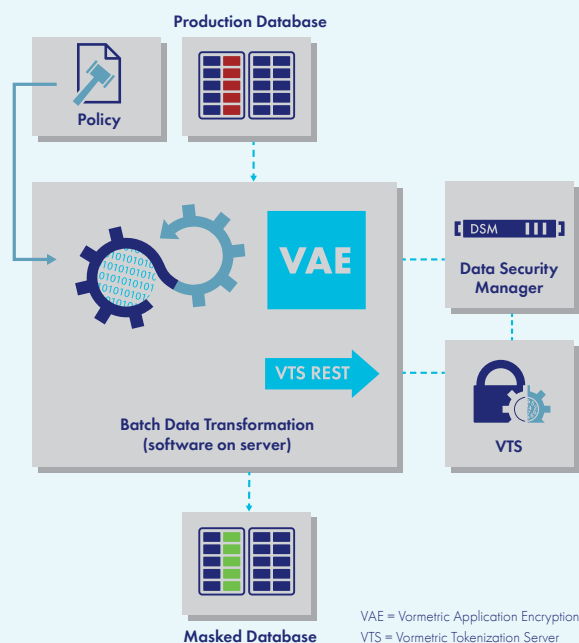 Production Database
Policy
VAE
DSM
Data Security
Manager
VTS REST
Batch Data Transformation
(software on server)
VTS
Masked Database
VAE = Vormetric Application Encryption
VTS = Vormetric Tokenization Server